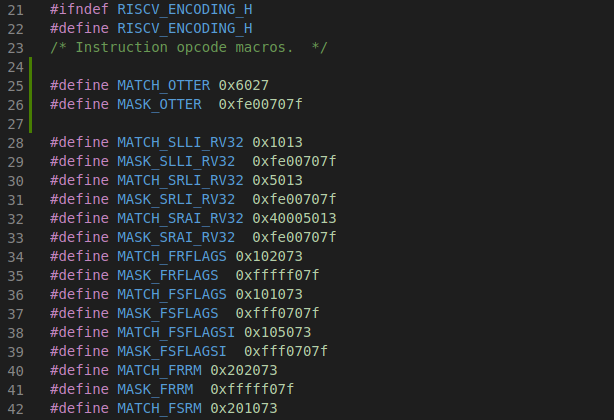 21 #ifndef RISCV_ENCODING_H
22 #define RISCV_ENCODING_H
23 /* Instruction opcode macros.  */
24
25 #define MATCH_OTTER 0x6027
26 #define MASK_OTTER  0xfe00707f
27
28 #define MATCH_SLLI_RV32 0x1013
29 #define MASK_SLLI_RV32  0xfe00707f
30 #define MATCH_SRLI_RV32 0x5013
31 #define MASK_SRLI_RV32  0xfe00707f
32 #define MATCH_SRAI_RV32 0x40005013
33 #define MASK_SRAI_RV32  0xfe00707f
34 #define MATCH_FRFLAGS 0x102073
35 #define MASK_FRFLAGS  0xfffff07f
36 #define MATCH_FSFLAGS 0x101073
37 #define MASK_FSFLAGS  0xfff0707f
38 #define MATCH_FSFLAGSI 0x105073
39 #define MASK_FSFLAGSI  0xfff0707f
40 #define MATCH_FRRM 0x202073
41 #define MASK_FRRM  0xfffff07f
42 #define MATCH_FSRM 0x201073